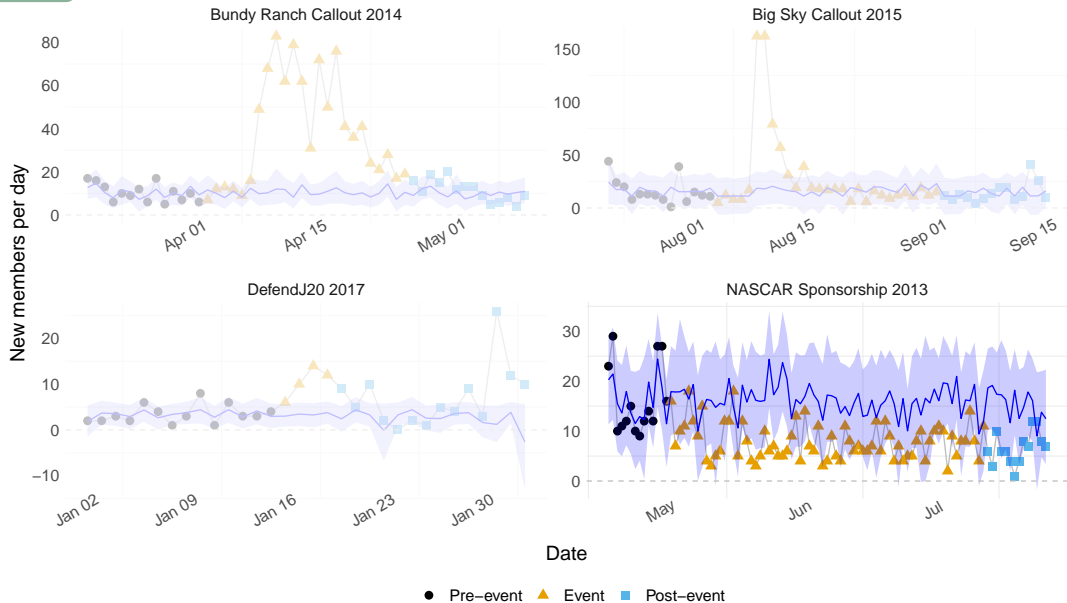 Bundy Ranch Callout 2014
Big Sky Callout 2015
80
60
40
20
0
150
100
50
0
Apr 01
Apr 15
May 01
Aug 01
Aug 15
Sep 01
Sep 15
New members per day
DefendJ20 2017
NASCAR Sponsorship 2013
20
10
0
−10
30
20
10
0
Jan 02
Jan 09
Jan 16
Jan 23
Jan 30
May
Jun
Jul
Date
Pre−event
Event
Post−event